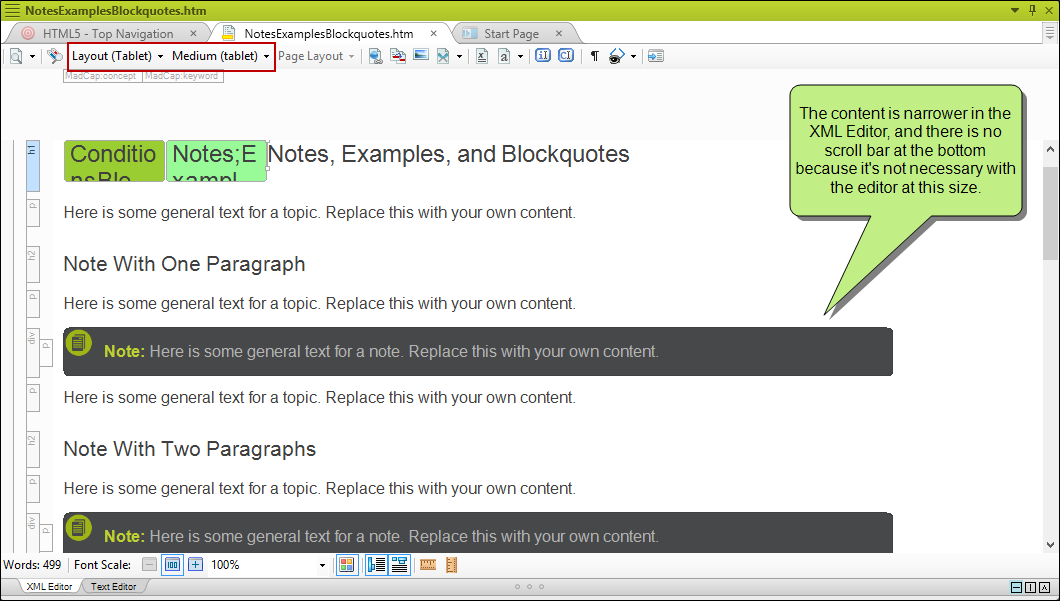 NotesExamplesBlockquotes.htm
HTML5 - Top Navigation
NotesExamplesBlockquotes.htm
Start Page
Layout (Tablet)
Medium (tablet)
Page Layout
MadCap:concept
MadCap:keyword
The content is narrower in the
XML Editor, and there is no
scroll bar at the bottom
because it's not necessary with
the editor at this size.
h1
Conditio
nsBlo
Notes;E
xampl
Notes, Examples, and Blockquotes
p
Here is some general text for a topic. Replace this with your own content.
h2
Note With One Paragraph
p
Here is some general text for a topic. Replace this with your own content.
div
p
Note: Here is some general text for a note. Replace this with your own content.
p
Here is some general text for a topic. Replace this with your own content.
h2
Note With Two Paragraphs
p
Here is some general text for a topic. Replace this with your own content.
div
p
Note: Here is some general text for a note. Replace this with your own content.
Words: 499
Font Scale:
100
100%
XML Editor
Text Editor